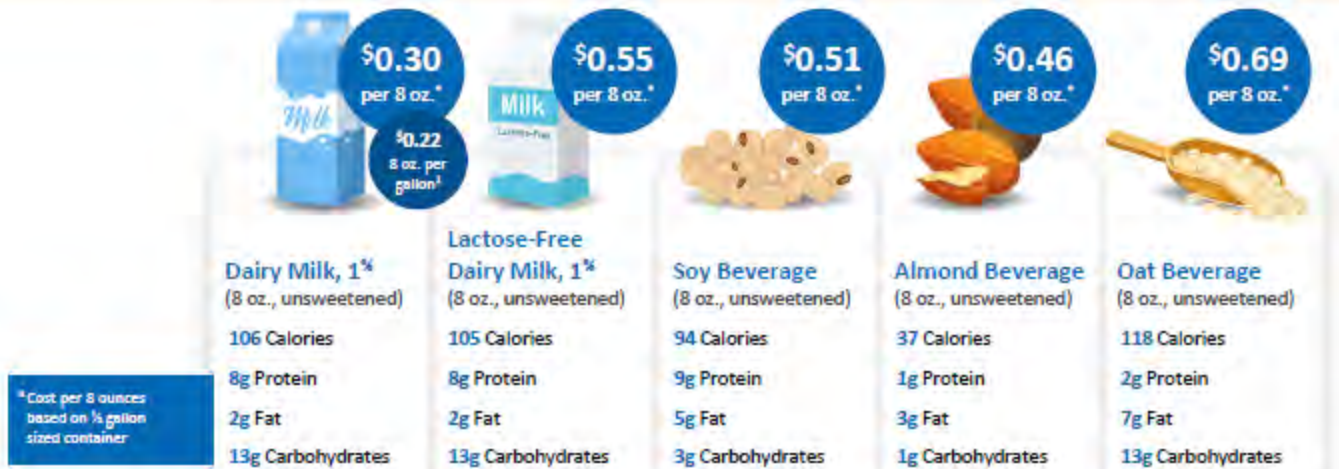 $0.30
per 8 oz.*
$0.22
8 oz. per
gallon‡
$0.55
per 8 oz.*
$0.51
per 8 oz.*
$0.46
per 8 oz.*
$0.69
per 8 oz.*
Milk
Milk
Lactose-Free
Dairy Milk, 1%
(8 oz., unsweetened)
106 Calories
8g Protein
2g Fat
13g Carbohydrates
Lactose-Free
Dairy Milk, 1%
(8 oz., unsweetened)
105 Calories
8g Protein
2g Fat
13g Carbohydrates
Soy Beverage
(8 oz., unsweetened)
94 Calories
9g Protein
5g Fat
3g Carbohydrates
Almond Beverage
(8 oz., unsweetened)
37 Calories
1g Protein
3g Fat
1g Carbohydrates
Oat Beverage
(8 oz., unsweetened)
118 Calories
2g Protein
7g Fat
13g Carbohydrates
*Cost per 8 ounces
based on ½ gallon
sized container